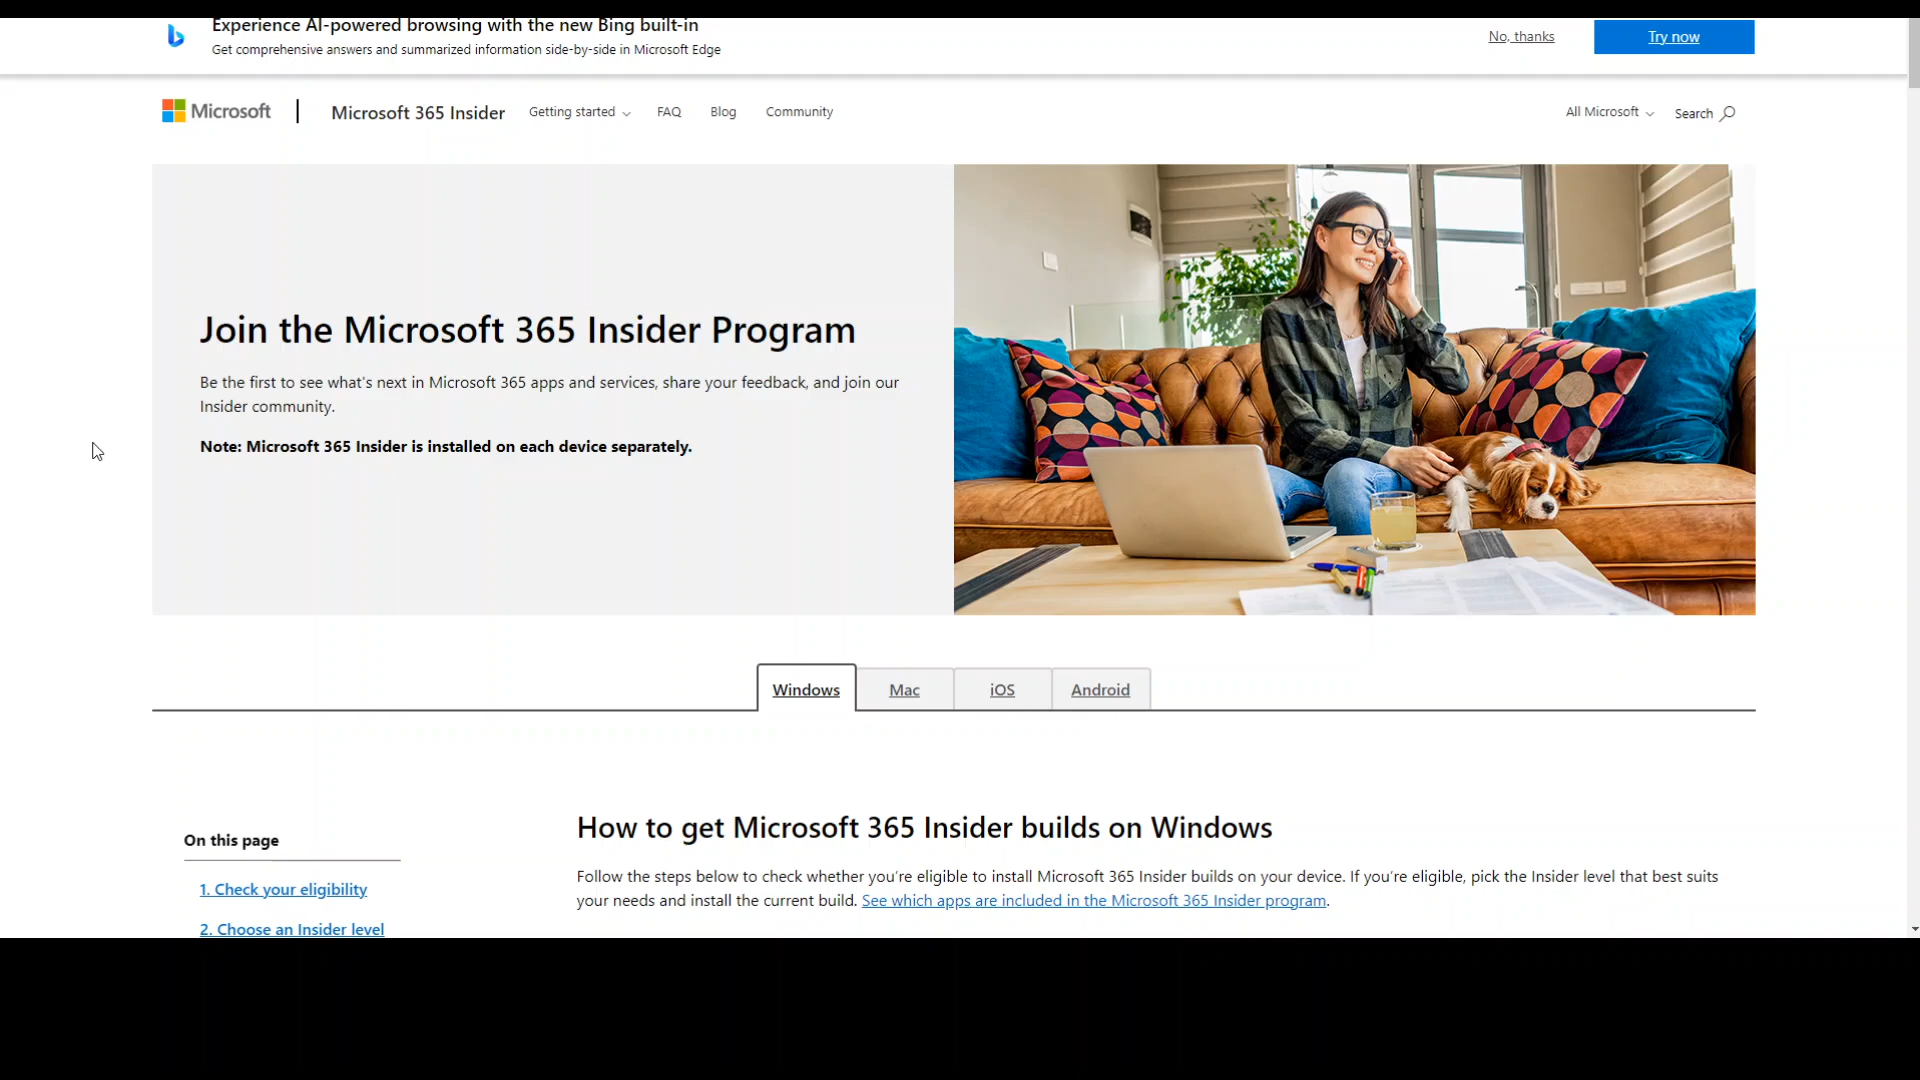 Experience AI-powered browsing with the new Bing built-in
Get comprehensive answers and summarized information side-by-side in Microsoft Edge
No, thanks
Try now
Microsoft
Microsoft 365 Insider
Getting started
FAQ
Blog
Community
All Microsoft
Search
Join the Microsoft 365 Insider Program
Be the first to see what's next in Microsoft 365 apps and services, share your feedback, and join our
Insider community.
Note: Microsoft 365 Insider is installed on each device separately.
Windows
Mac
iOS
Android
On this page
1. Check your eligibility
2. Choose an Insider level
How to get Microsoft 365 Insider builds on Windows
Follow the steps below to check whether you're eligible to install Microsoft 365 Insider builds on your device. If you're eligible, pick the Insider level that best suits
your needs and install the current build. See which apps are included in the Microsoft 365 Insider program.